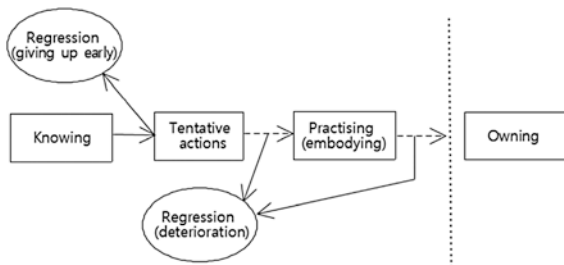 Regression
(giving up early)
Knowing
Tentative
actions
Practising
(embodying)
Owning
Regression
(deterioration)